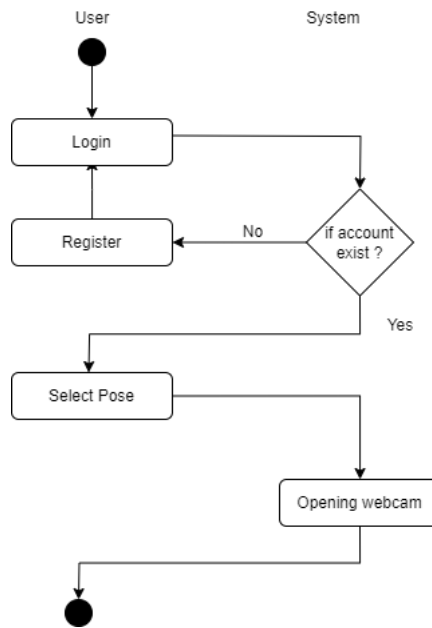 User
System
Login
Register
No
if account
exist ?
Yes
Select Pose
Opening webcam